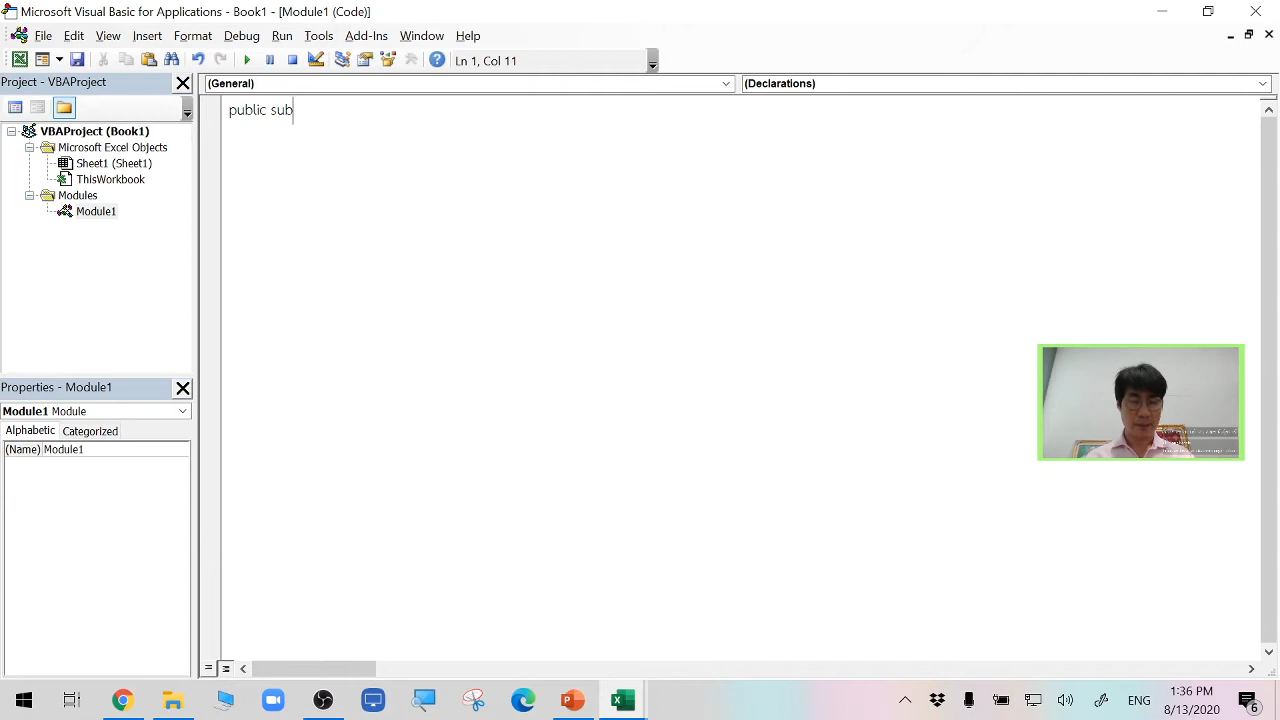 Microsoft Visual Basic for Applications - Book1 - [Module1 (Code)]
File Edit View Insert Format Debug Run Tools Add-Ins Window Help
Ln 1, Col 11
Project - VBAProject
(General)
(Declarations)
public sub
VBAProject (Book1)
Microsoft Excel Objects
Sheet1 (Sheet1)
ThisWorkbook
Modules
Module1
Properties - Module1
Module1 Module
Alphabetic Categorized
(Name) Module1
ENG
1:36 PM
8/13/2020
6